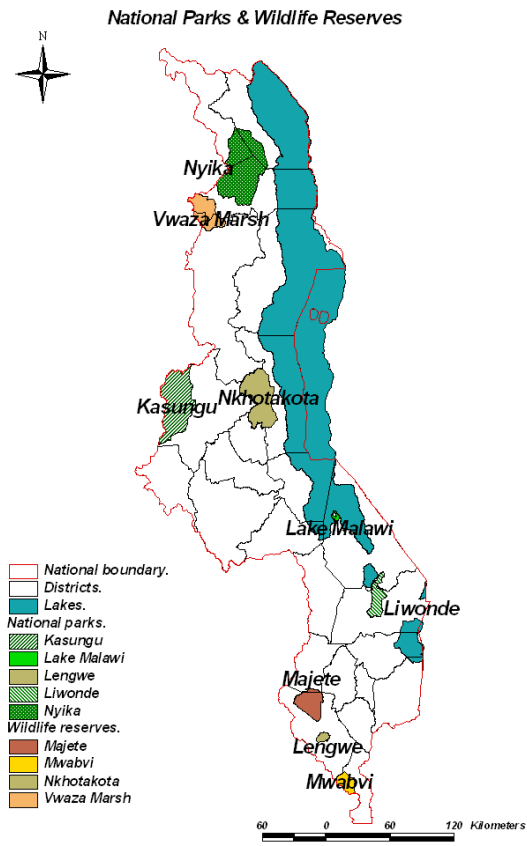 National Parks & Wildlife Reserves
N
Nyika
Vwaza Marsh
Kasungu
Nkhotakota
Lake Malawi
Liwonde
Majete
Lengwe
Mwabvi
National boundary.
Districts.
Lakes.
National parks.
Kasungu
Lake Malawi
Lengwe
Liwonde
Nyika
Wildlife reserves.
Majete
Mwabvi
Nkhotakota
Vwaza Marsh
60 0 60 120 Kilometers